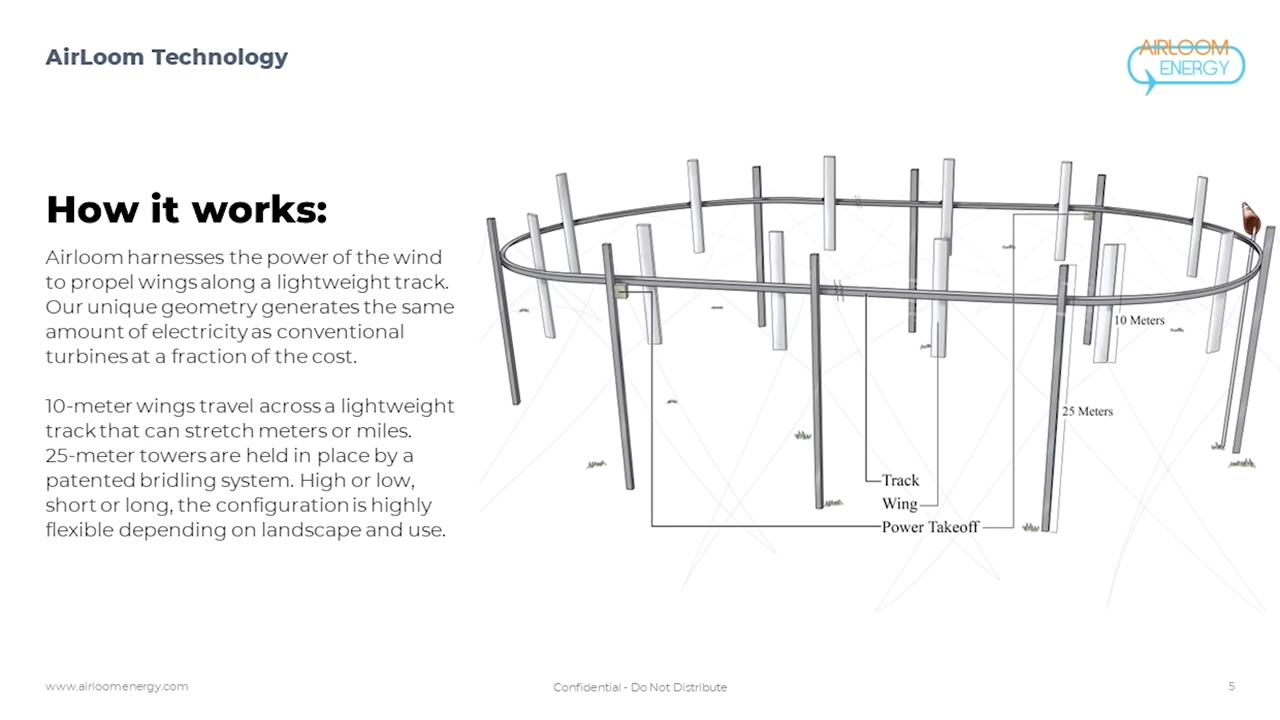 AirLoom Technology
AIRLOOM
ENERGY
How it works:
Airloom harnesses the power of the wind
to propel wings along a lightweight track.
Our unique geometry generates the same
amount of electricity as conventional
turbines at a fraction of the cost.
10-meter wings travel across a lightweight
track that can stretch meters or miles.
25-meter towers are held in place by a
patented bridling system. High or low,
short or long, the configuration is highly
flexible depending on landscape and use.
10 Meters
25 Meters
Track
Wing
Power Takeoff
www.airloomenergy.com
Confidential - Do Not Distribute
5